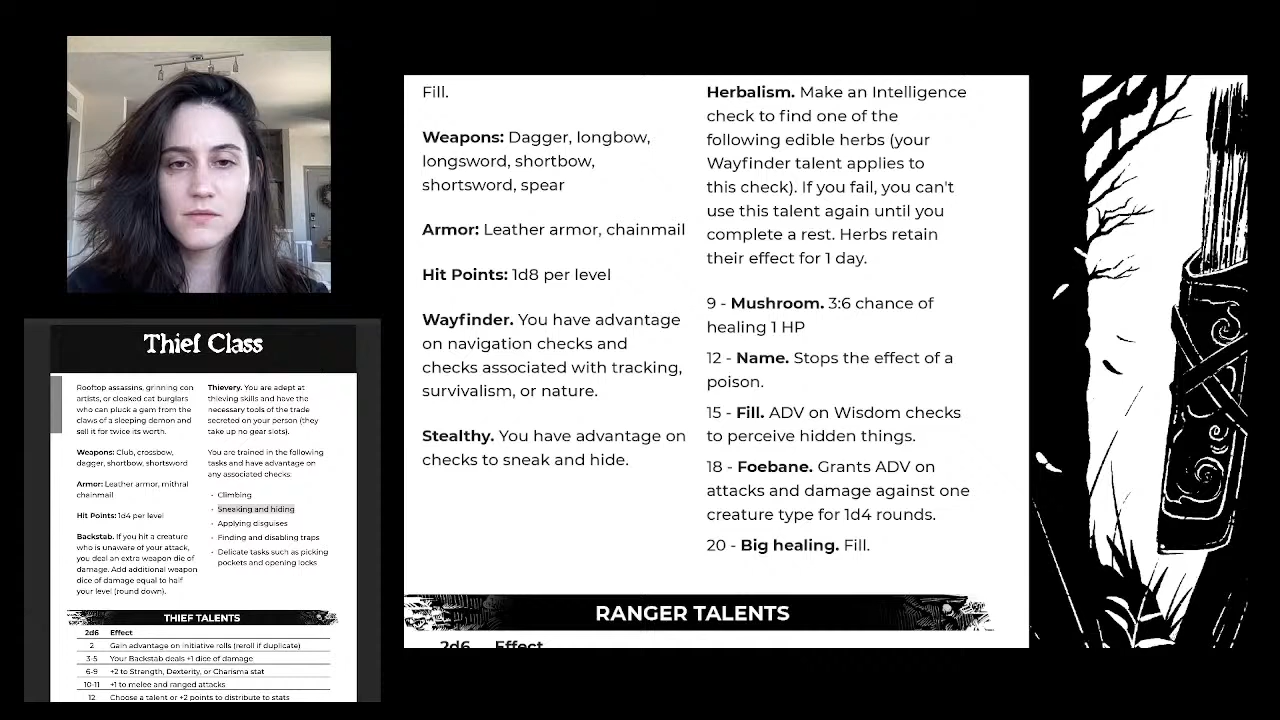 Thief Class
Rooftop assassins, grinning con
artists, or cloaked cat burglars
who can pluck a gem from the
claws of a sleeping demon and
sell it for twice its worth.
Weapons: Club, crossbow,
dagger, shortbow, shortsword
Armor: Leather armor, mithral
chainmail
Hit Points: 1d4 per level
Backstab. If you hit a creature
who is unaware of your attack,
you deal an extra weapon die of
damage. Add additional weapon
dice of damage equal to half
your level (round down).
Thievery. You are adept at
thieving skills and have the
necessary tools of the trade
secreted on your person (they
take up no gear slots).
You are trained in the following
tasks and have advantage on
any associated checks:
• Climbing
• Sneaking and hiding
• Applying disguises
• Finding and disabling traps
• Delicate tasks such as picking
pockets and opening locks
THIEF TALENTS
2d6 Effect
2 Gain advantage on initiative rolls (reroll if duplicate)
3-5 Your Backstab deals +1 dice of damage
6-9 +2 to Strength, Dexterity, or Charisma stat
10-11 +1 to melee and ranged attacks
12 Choose a talent or +2 points to distribute to stats
Fill.
Weapons: Dagger, longbow,
longsword, shortbow,
shortsword, spear
Armor: Leather armor, chainmail
Hit Points: 1d8 per level
Wayfinder. You have advantage
on navigation checks and
checks associated with tracking,
survivalism, or nature.
Stealthy. You have advantage on
checks to sneak and hide.
Herbalism. Make an Intelligence
check to find one of the
following edible herbs (your
Wayfinder talent applies to
this check). If you fail, you can't
use this talent again until you
complete a rest. Herbs retain
their effect for 1 day.
9 - Mushroom. 3:6 chance of
healing 1 HP
12 - Name. Stops the effect of a
poison.
15 - Fill. ADV on Wisdom checks
to perceive hidden things.
18 - Foebane. Grants ADV on
attacks and damage against one
creature type for 1d4 rounds.
20 - Big healing. Fill.
RANGER TALENTS
2d6 Effect